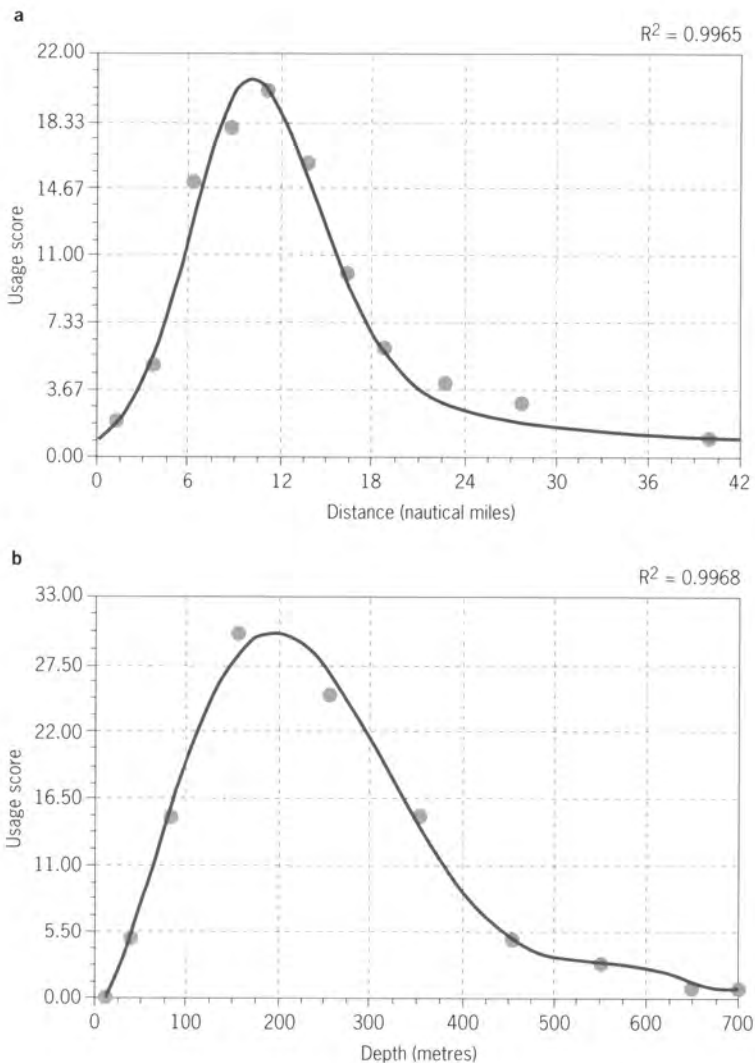 a
R² = 0.9965
22.00
18.33
14.67
11.00
7.33
3.67
0.00
Usage score
0 6 12 18 24 30 36 42
Distance (nautical miles)
b
R² = 0.9968
33.00
27.50
22.00
16.50
11.00
5.50
0.00
Usage score
0 100 200 300 400 500 600 700
Depth (metres)